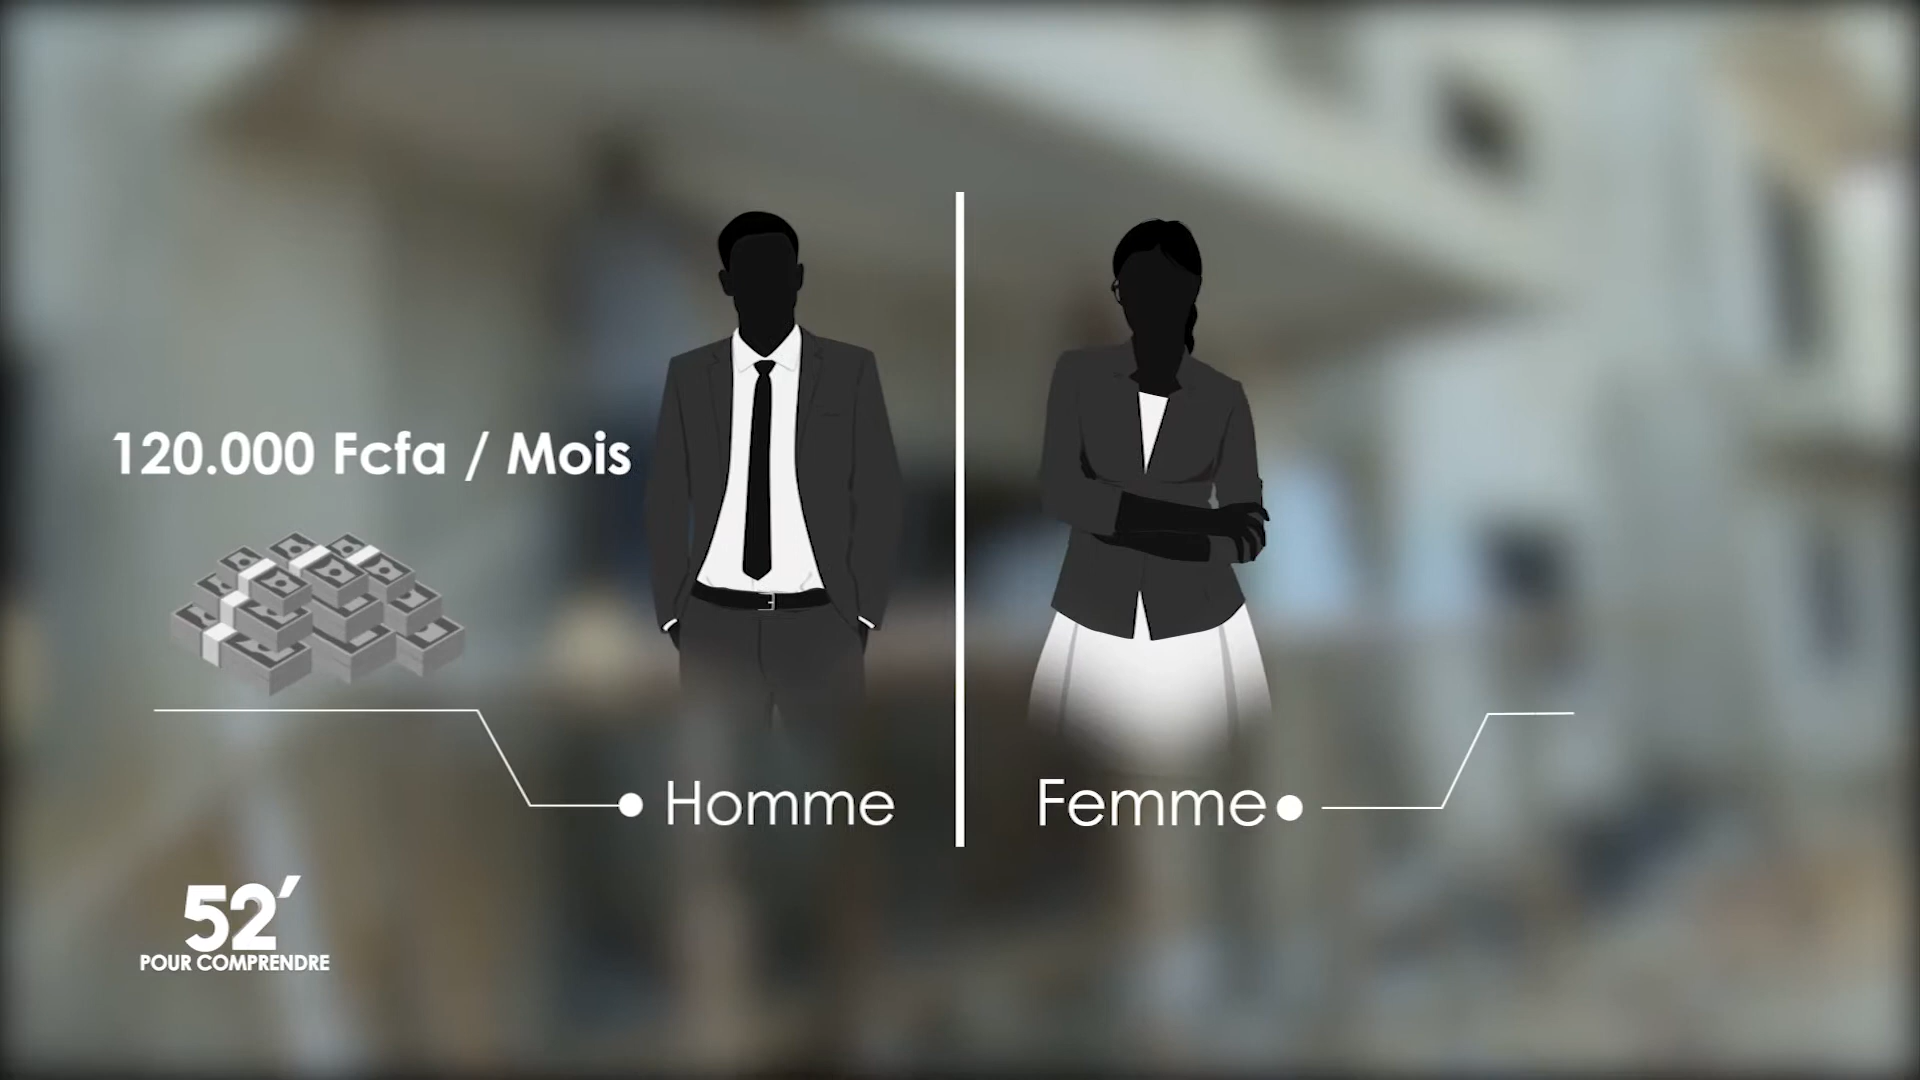 120.000 Fcfa / Mois
Homme
Femme
52'
POUR COMPRENDRE